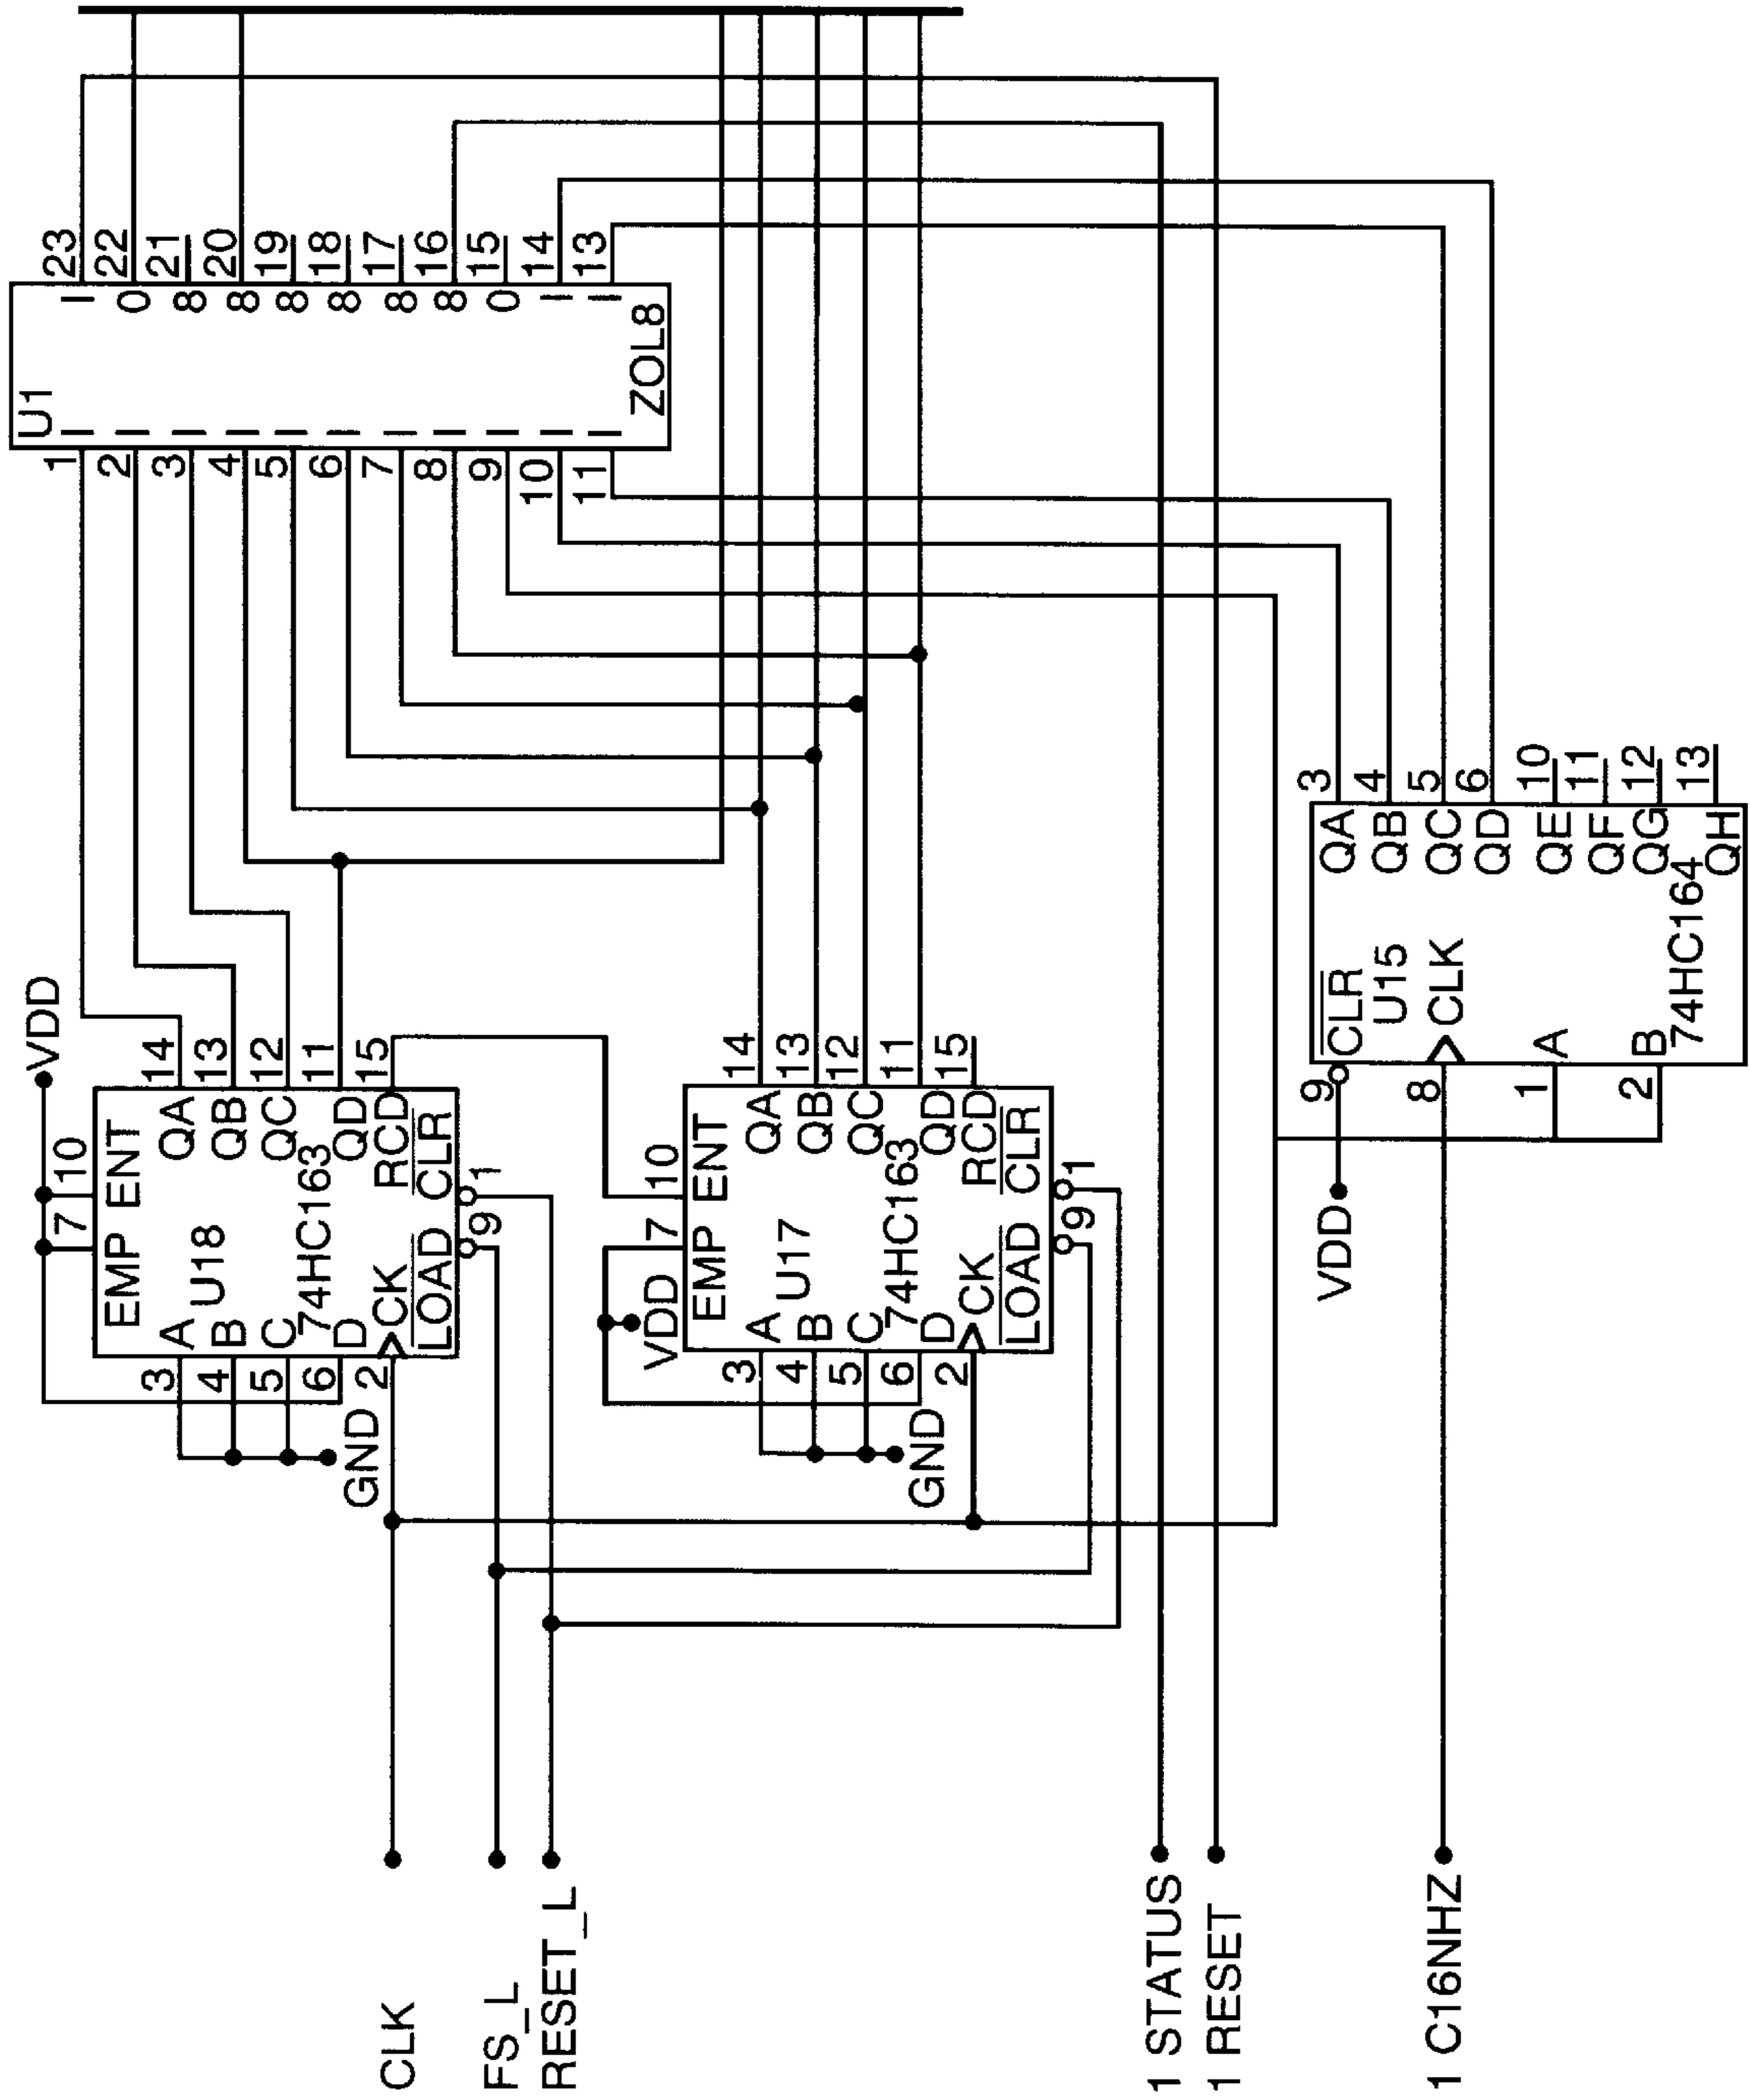 CLK
FS_L
RESET_L
1 STATUS
1 RESET
1 C16NHZ
VDD
7 10
EMP ENT
3 A QA 14
4 B U18 QB 13
5 C QC 12
74HC163
6 D QD 11
2 CK RCD 15
LOAD CLR
9 1
GND
7 10
VDD
EMP ENT
3 A QA 14
4 B U17 QB 13
5 C QC 12
74HC163
6 D QD 11
2 CK RCD 15
LOAD CLR
9 1
GND
U1
1 I I 23
2 I O 22
3 I 8 21
4 I 8 20
5 I 8 19
6 I 8 18
7 I 8 17
8 I 8 16
9 I O 15
10 I I 14
11 I I 13
ZOL8
VDD
9 CLR QA 3
U15 QB 4
8 CLK QC 5
QD 6
1 A QE 10
QF 11
2 B QG 12
74HC164
QH 13